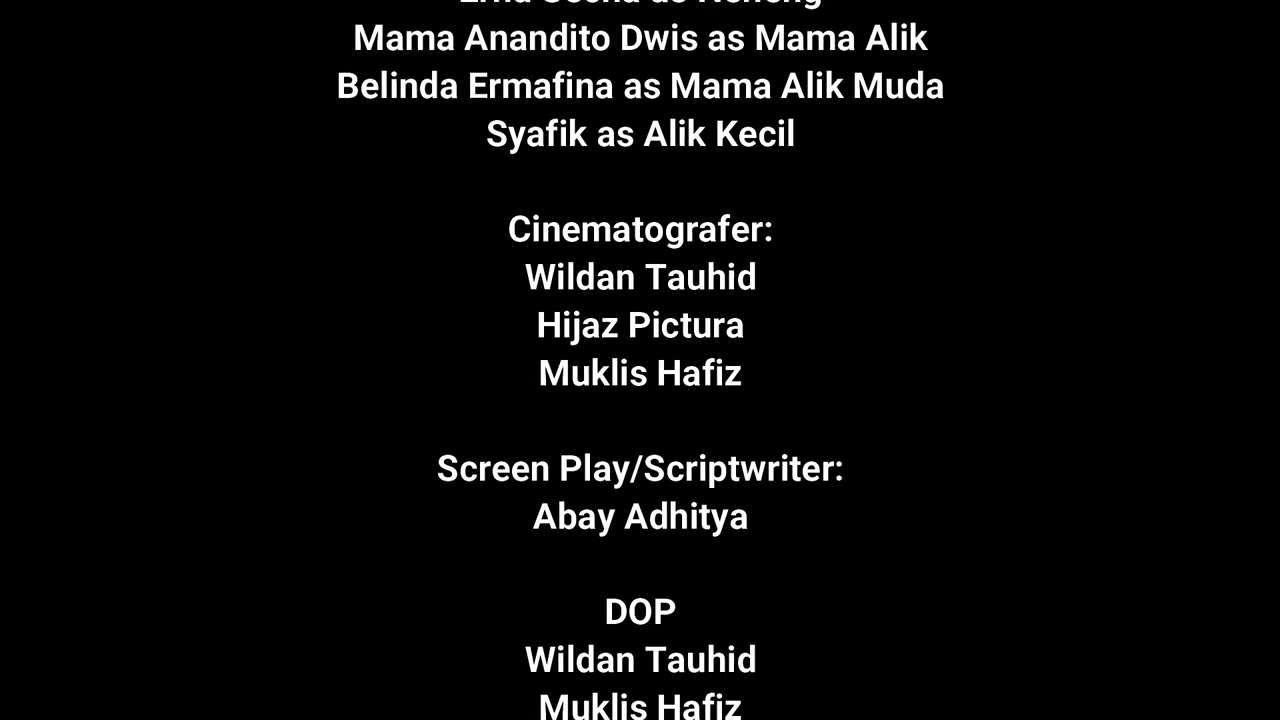 as
Mama Anandito Dwis as Mama Alik
Belinda Ermafina as Mama Alik Muda
Syafik as Alik Kecil
Cinematografer:
Wildan Tauhid
Hijaz Pictura
Muklis Hafiz
Screen Play/Scriptwriter:
Abay Adhitya
DOP
Wildan Tauhid
Muklis Hafiz